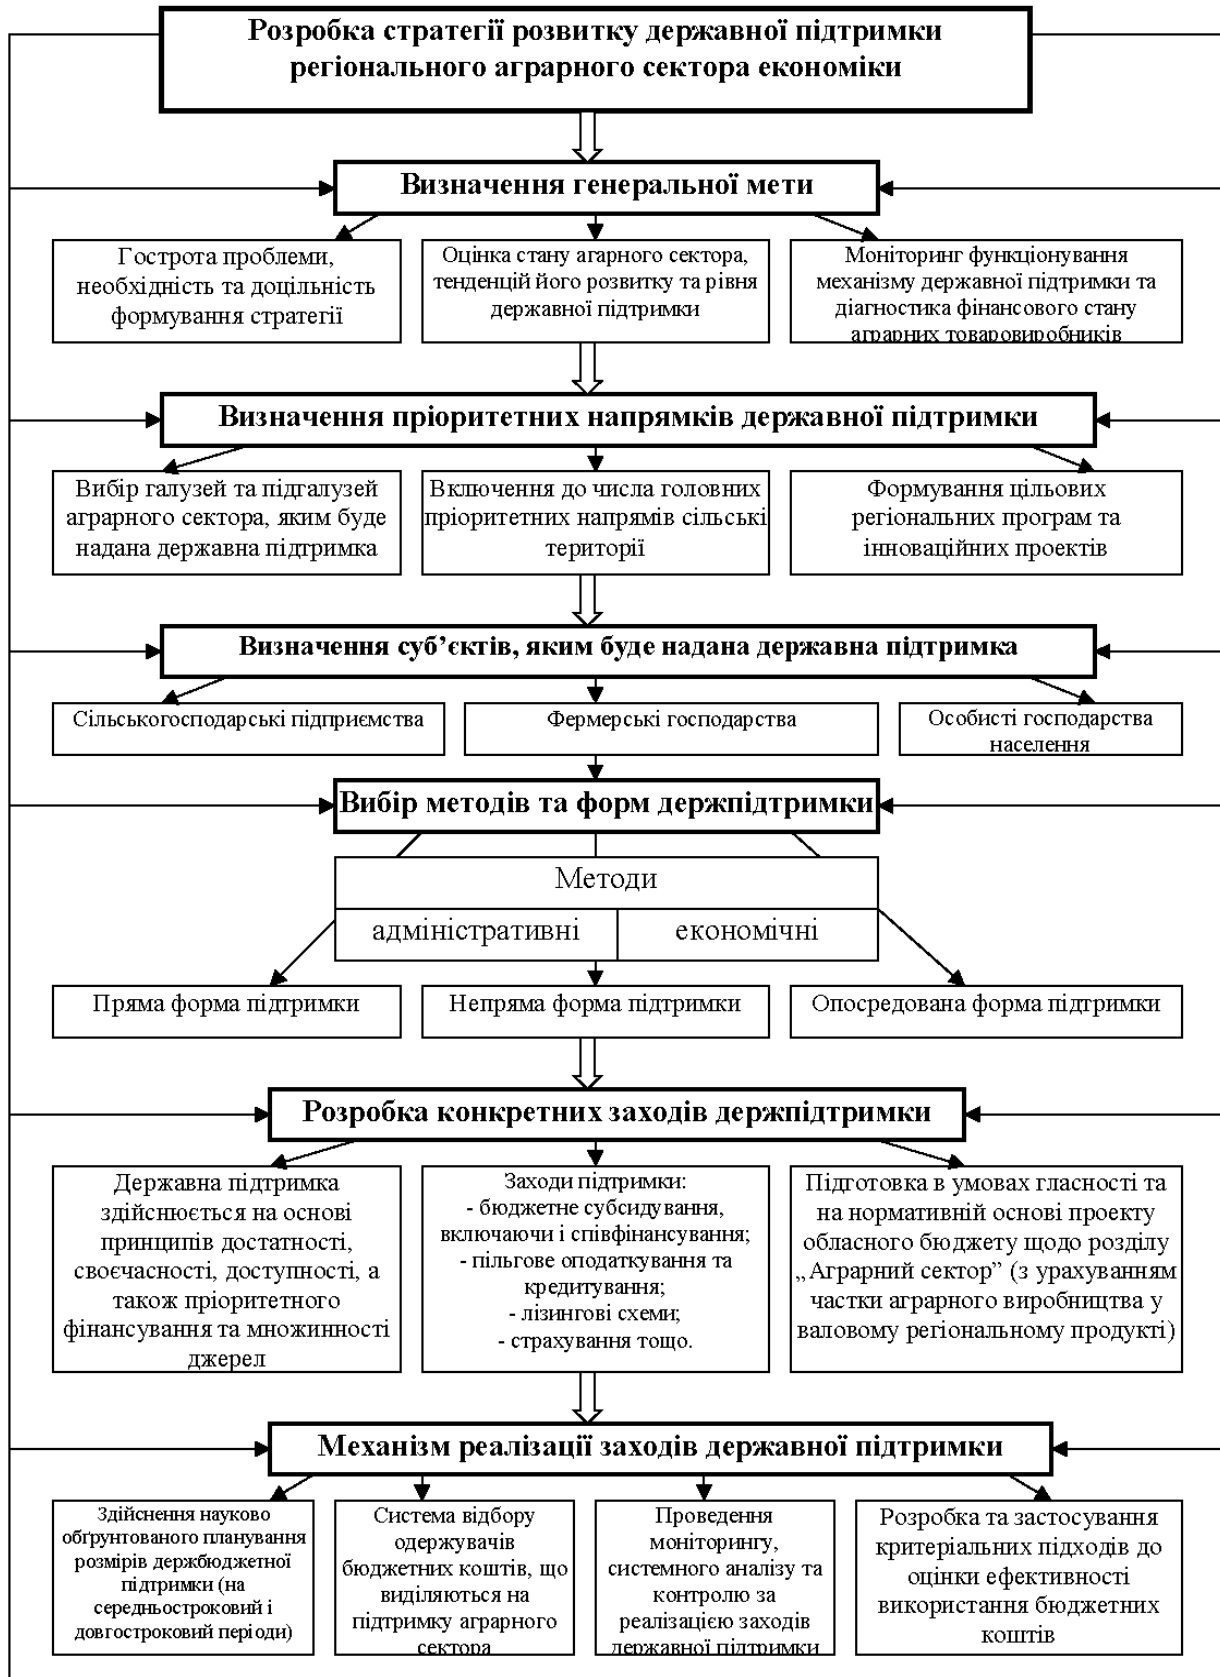 Розробка стратегії розвитку державної підтримки
регіонального аграрного сектора економіки
Визначення генеральної мети
Гострота проблеми,
необхідність та доцільність
формування стратегії
Оцінка стану агарного сектора,
тенденцій його розвитку та рівня
державної підтримки
Моніторинг функціонування
механізму державної підтримки та
діагностика фінансового стану
аграрних товаровиробників
Визначення пріоритетних напрямків державної підтримки
Вибір галузей та підгалузей
аграрного сектора, яким буде
надана державна підтримка
Включення до числа головних
пріоритетних напрямів сільські
території
Формування цільових
регіональних програм та
інноваційних проектів
Визначення суб’єктів, яким буде надана державна підтримка
Сільськогосподарські підприємства
Фермерські господарства
Особисті господарства
населення
Вибір методів та форм держпідтримки
Методи
адміністративні
економічні
Пряма форма підтримки
Непряма форма підтримки
Опосредована форма підтримки
Розробка конкретних заходів держпідтримки
Державна підтримка
здійснюється на основі
принципів достатності,
своєчасності, доступності, а
також пріоритетного
фінансування та множинності
джерел
Заходи підтримки:
- бюджетне субсидування,
включаючи і співфінансування;
- пільгове оподаткування та
кредитування;
- лізингові схеми;
- страхування тощо.
Підготовка в умовах гласності та
на нормативній основі проекту
обласного бюджету щодо розділу
„Аграрний сектор” (з урахуванням
частки аграрного виробництва у
валовому регіональному продукті)
Механізм реалізації заходів державної підтримки
Здійснення науково
обґрунтованого планування
розмірів держбюджетної
підтримки (на
середньостроковий і
довгостроковий періоди)
Система відбору
одержувачів
бюджетних коштів, що
виділяються на
підтримку аграрного
сектора
Проведення
моніторингу,
системного аналізу та
контролю за
реалізацією заходів
державної підтримки
Розробка та застосування
критеріальних підходів до
оцінки ефективності
використання бюджетних
коштів